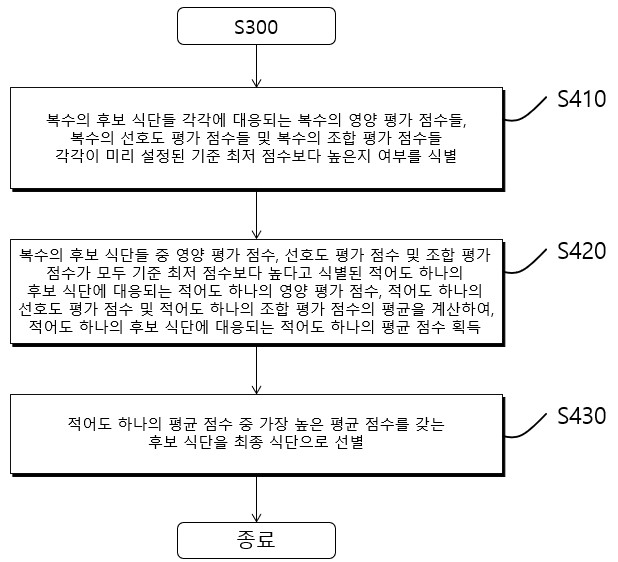 S300
S410
복수의 후보 식단들 각각에 대응되는 복수의 영양 평가 점수들,
복수의 선호도 평가 점수들 및 복수의 조합 평가 점수들
각각이 미리 설정된 기준 최저 점수보다 높은지 여부를 식별
S420
복수의 후보 식단들 중 영양 평가 점수, 선호도 평가 점수 및 조합 평가
점수가 모두 기준 최저 점수보다 높다고 식별된 적어도 하나의
후보 식단에 대응되는 적어도 하나의 영양 평가 점수, 적어도 하나의
선호도 평가 점수 및 적어도 하나의 조합 평가 점수의 평균을 계산하여,
적어도 하나의 후보 식단에 대응되는 적어도 하나의 평균 점수 획득
S430
적어도 하나의 평균 점수 중 가장 높은 평균 점수를 갖는
후보 식단을 최종 식단으로 선별
종료